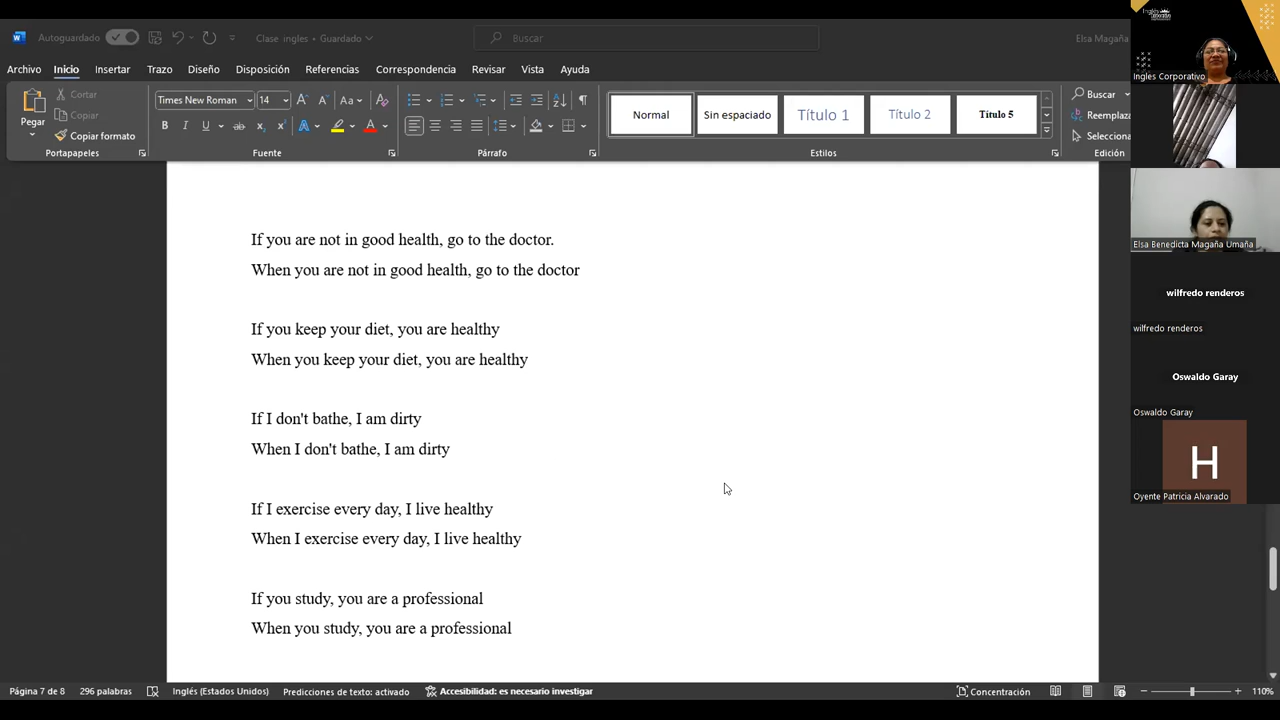 Autoguardado
Clase ingles • Guardado
Buscar
Elsa Magaña
Archivo Inicio Insertar Trazo Diseño Disposición Referencias Correspondencia Revisar Vista Ayuda
Pegar
Cortar
Copiar
Copiar formato
Portapapeles
Times New Roman 14
Fuente
Párrafo
Normal
Sin espaciado
Título 1
Título 2
Título 5
Estilos
Buscar
Reemplaza
Selecciona
Edición
If you are not in good health, go to the doctor.
When you are not in good health, go to the doctor
If you keep your diet, you are healthy
When you keep your diet, you are healthy
If I don't bathe, I am dirty
When I don't bathe, I am dirty
If I exercise every day, I live healthy
When I exercise every day, I live healthy
If you study, you are a professional
When you study, you are a professional
Inglés Corporativo
Elsa Benedicta Magaña Umaña
wilfredo renderos
wilfredo renderos
Oswaldo Garay
Oswaldo Garay
H
Oyente Patricia Alvarado
Página 7 de 8 296 palabras Inglés (Estados Unidos) Predicciones de texto: activado Accesibilidad: es necesario investigar Concentración 110%